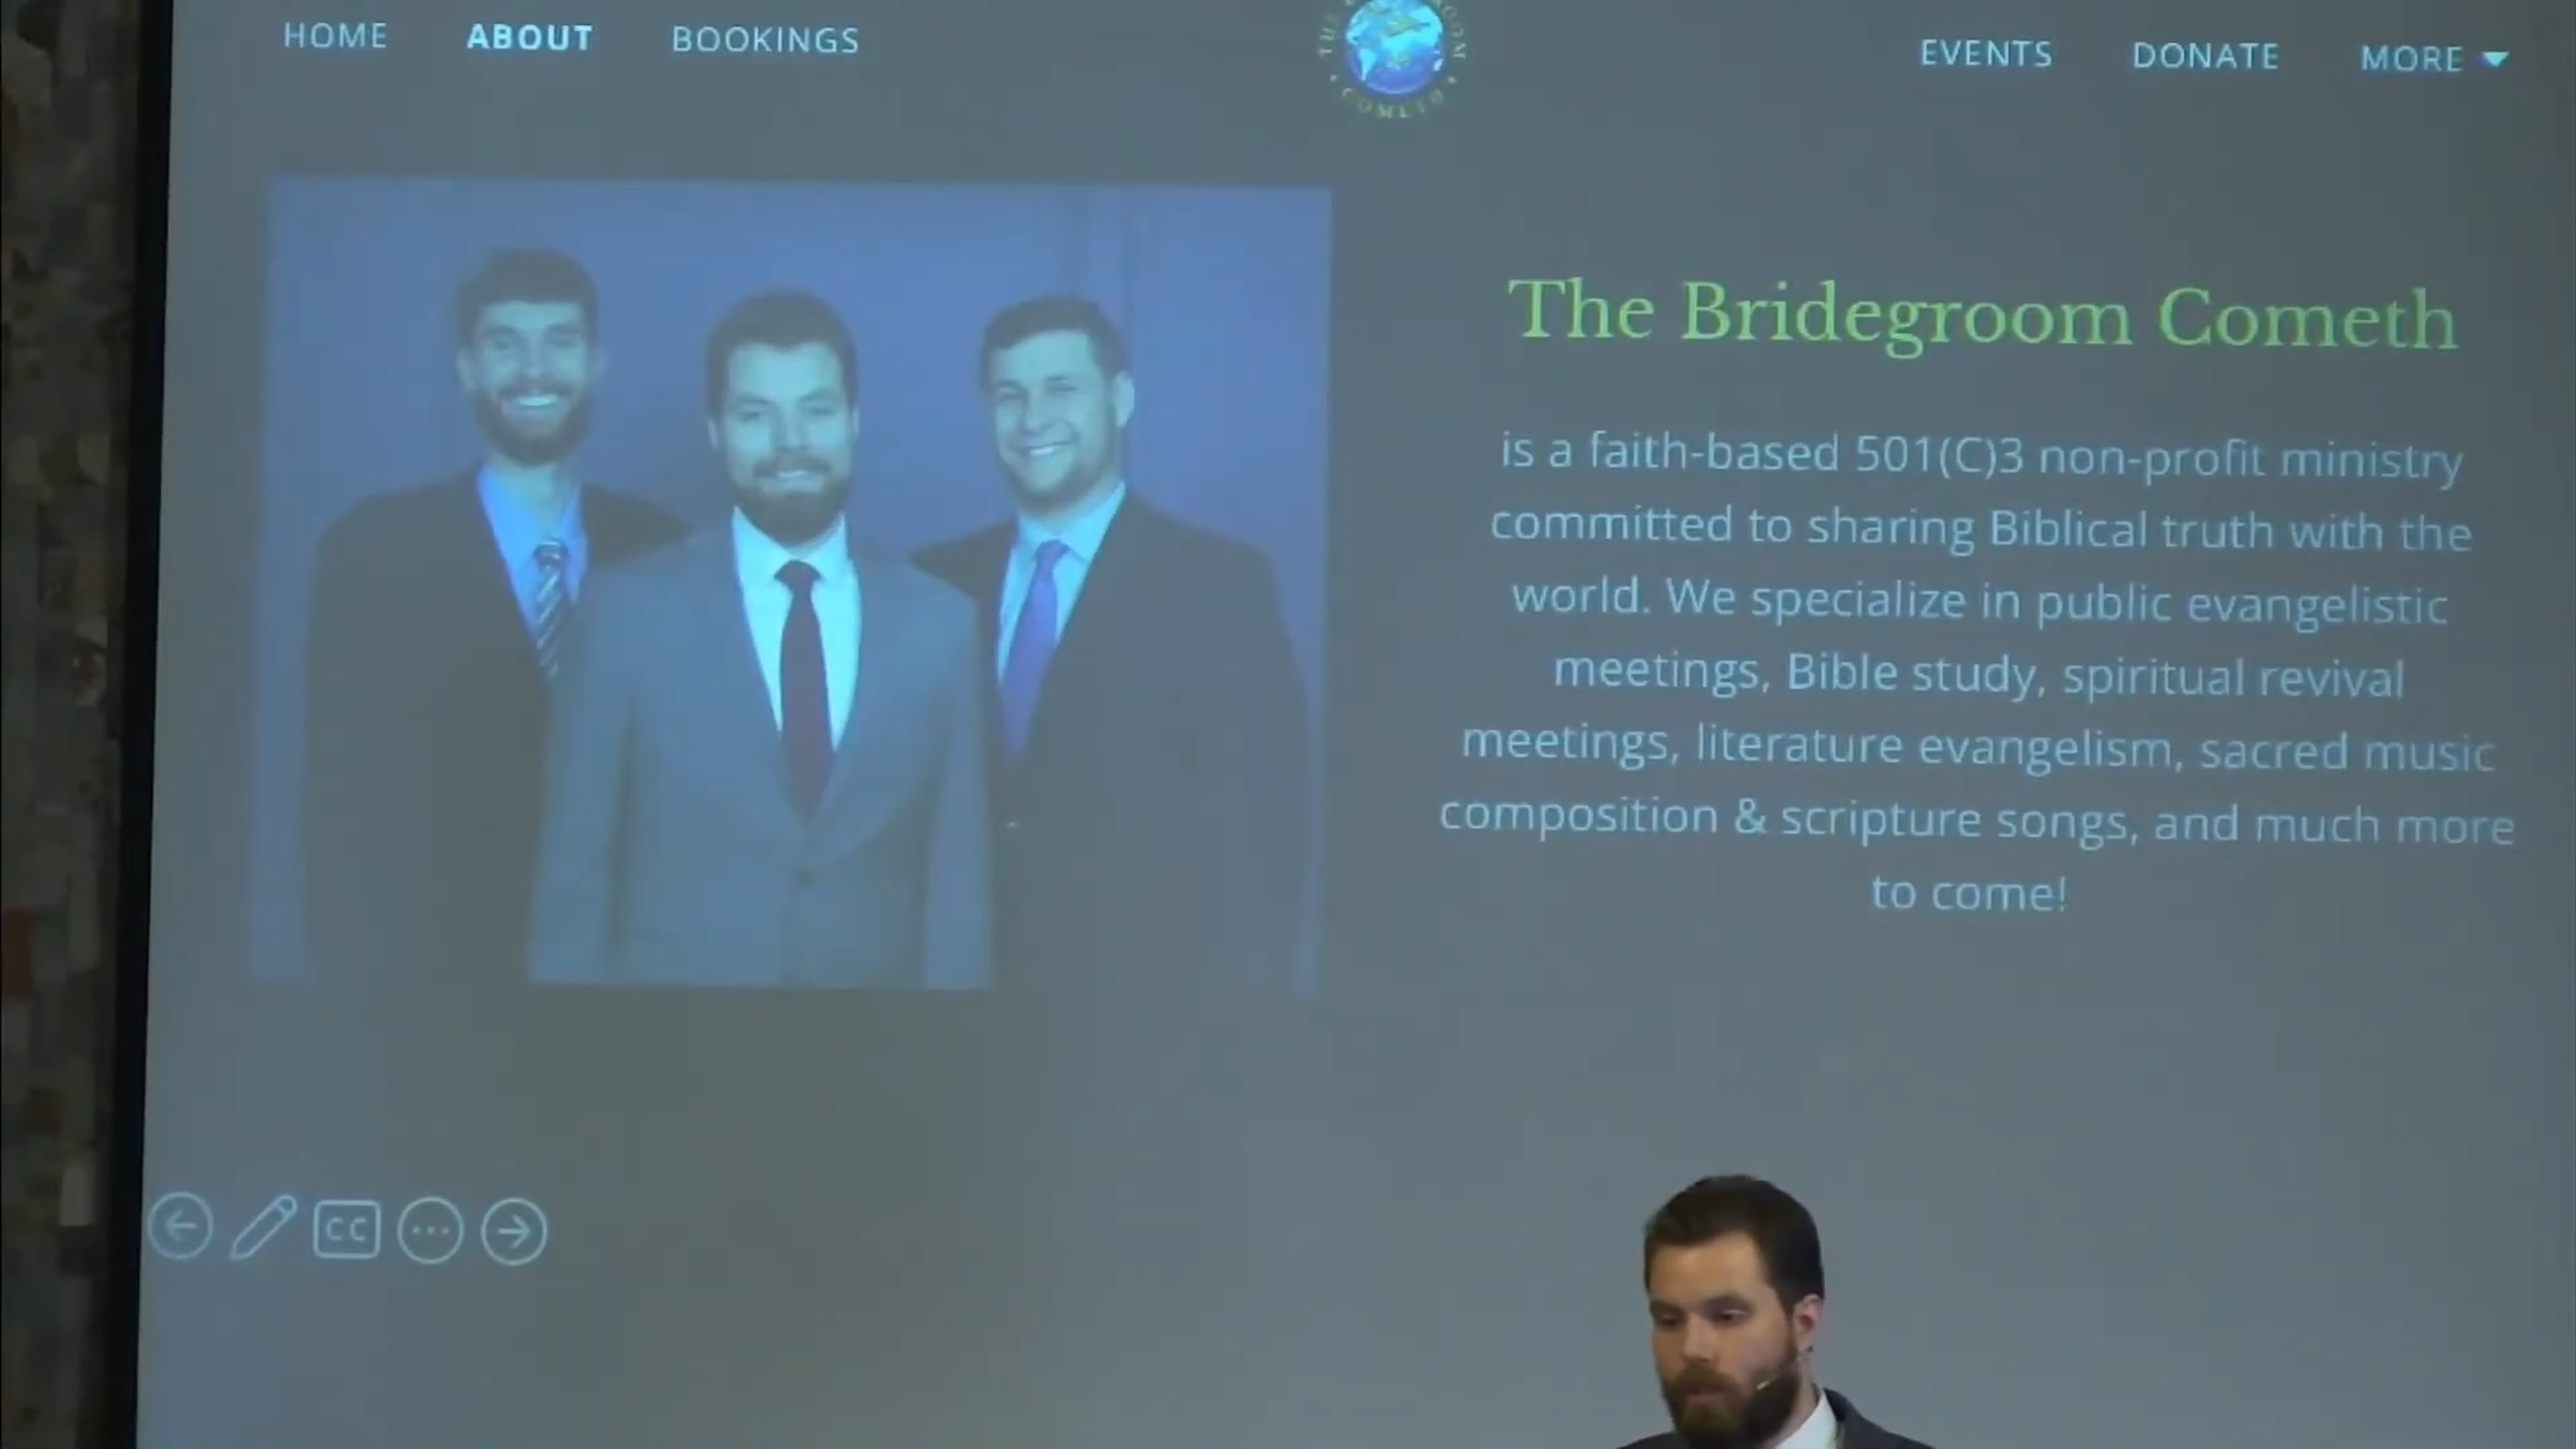 HOME ABOUT BOOKINGS
THE
COMETH
EVENTS DONATE MORE
The Bridegroom Cometh
is a faith-based 501(C)3 non-profit ministry
committed to sharing Biblical truth with the
world. We specialize in public evangelistic
meetings, Bible study, spiritual revival
meetings, literature evangelism, sacred music
composition & scripture songs, and much more
to come!
CC